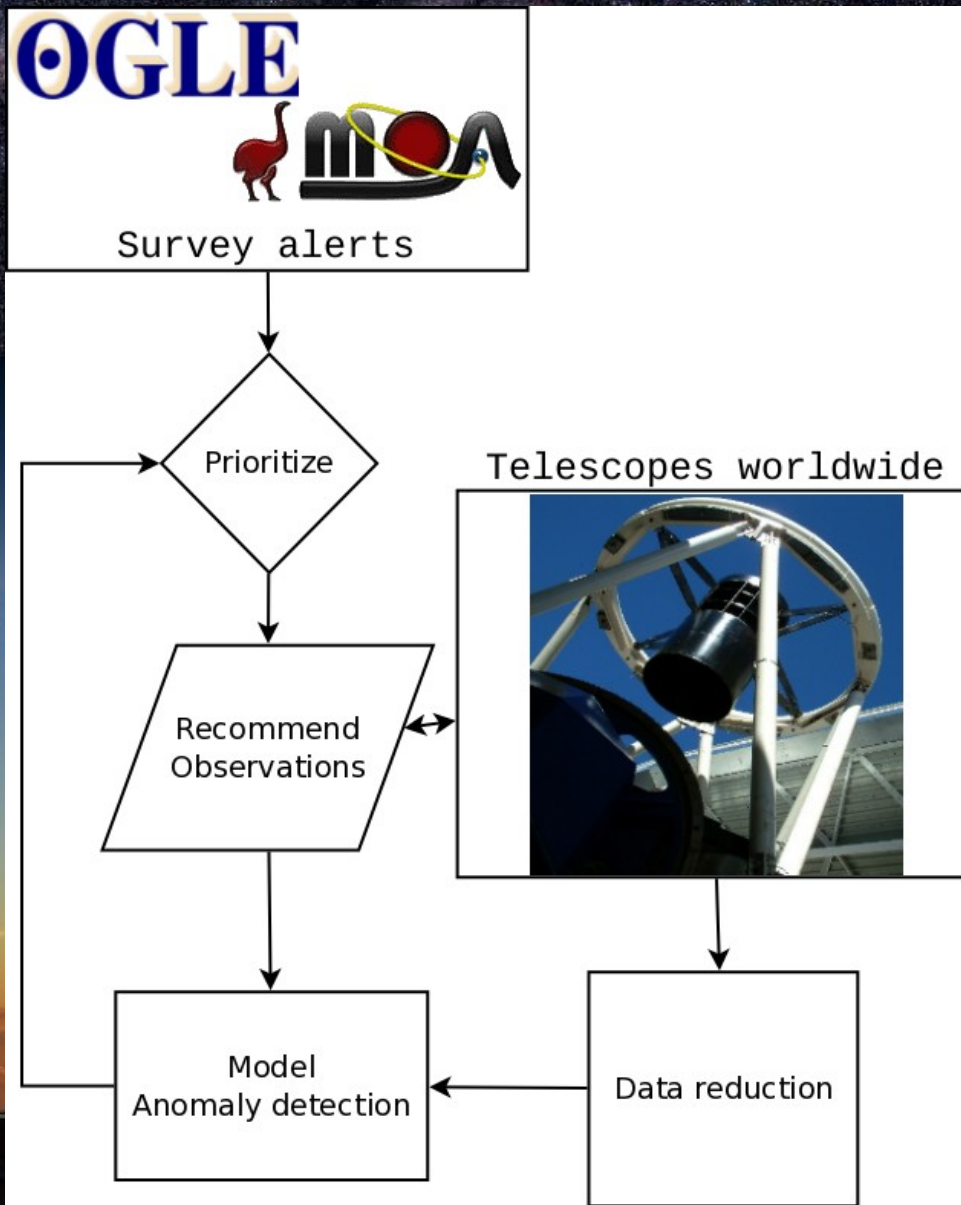 OGLE
moa
Survey alerts
Prioritize
Telescopes worldwide
Recommend
Observations
Model
Anomaly detection
Data reduction